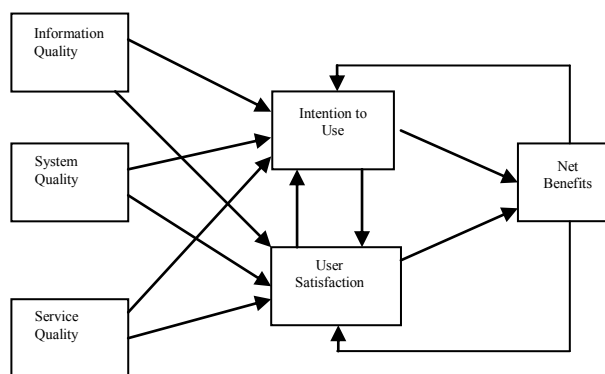 Information
Quality
Intention to
Use
System
Quality
Net
Benefits
User
Satisfaction
Service
Quality